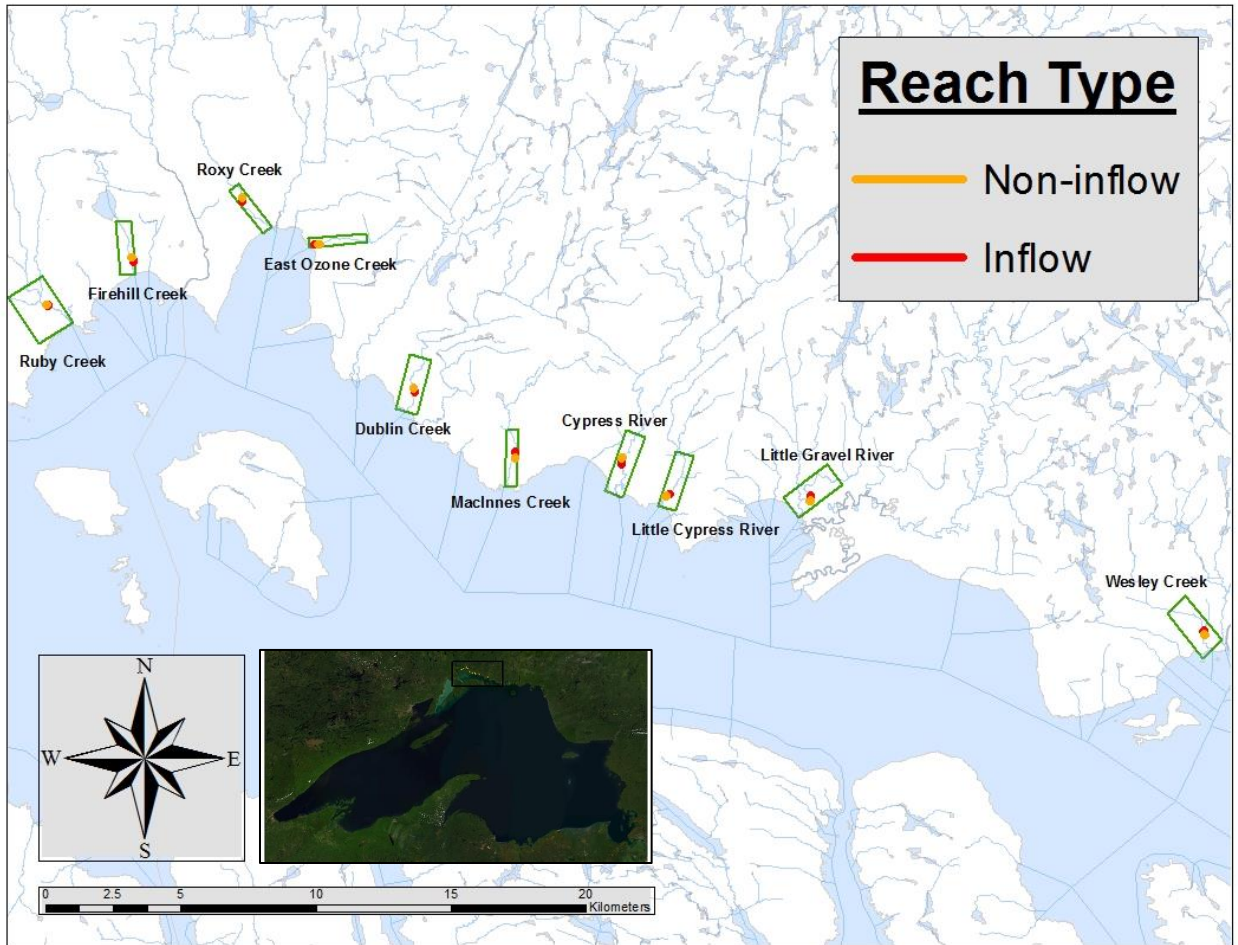 Reach Type
Non-inflow
Inflow
Roxy Creek
East Ozone Creek
Firehill Creek
Ruby Creek
Dublin Creek
Cypress River
MacInnes Creek
Little Gravel River
Little Cypress River
Wesley Creek
N
W E
S
0 2.5 5 10 15 20
Kilometers